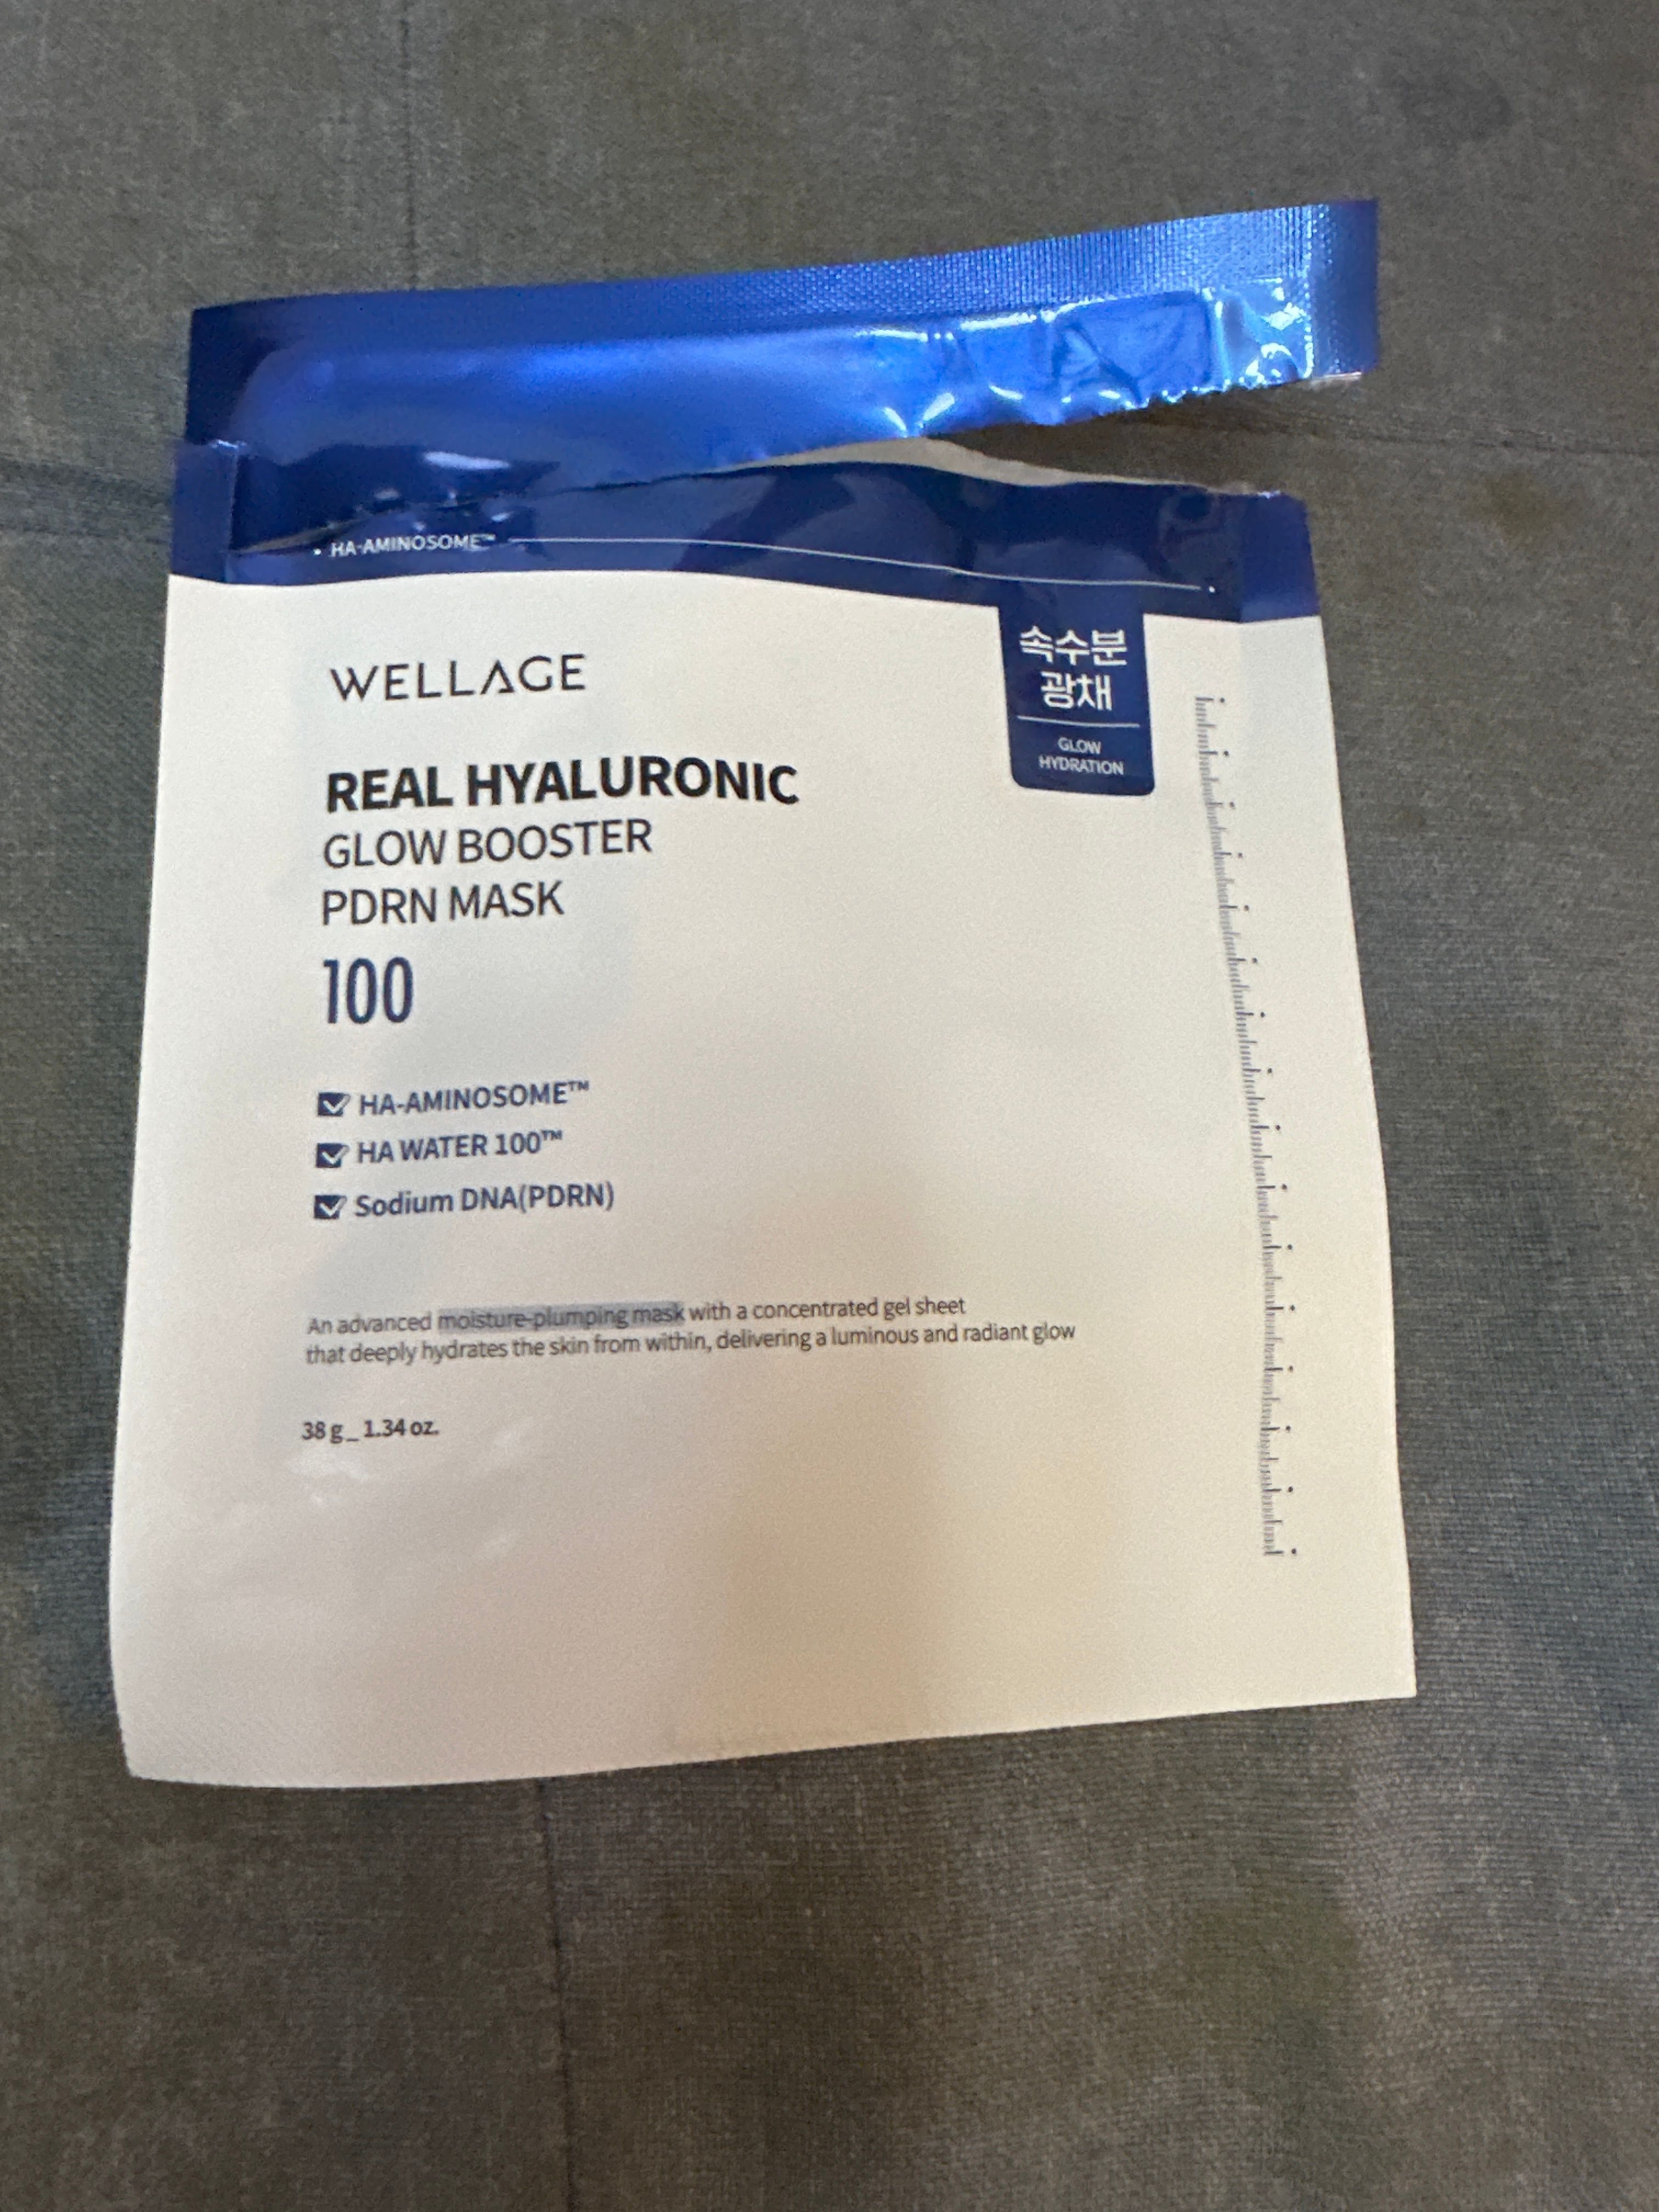 HA-AMINOSOME™
WELLAGE
속수분
광채
GLOW
HYDRATION
REAL HYALURONIC
GLOW BOOSTER
PDRN MASK
100
HA-AMINOSOME™
HA WATER 100™
Sodium DNA(PDRN)
An advanced moisture-plumping mask with a concentrated gel sheet
that deeply hydrates the skin from within, delivering a luminous and radiant glow
38 g_ 1.34 oz.